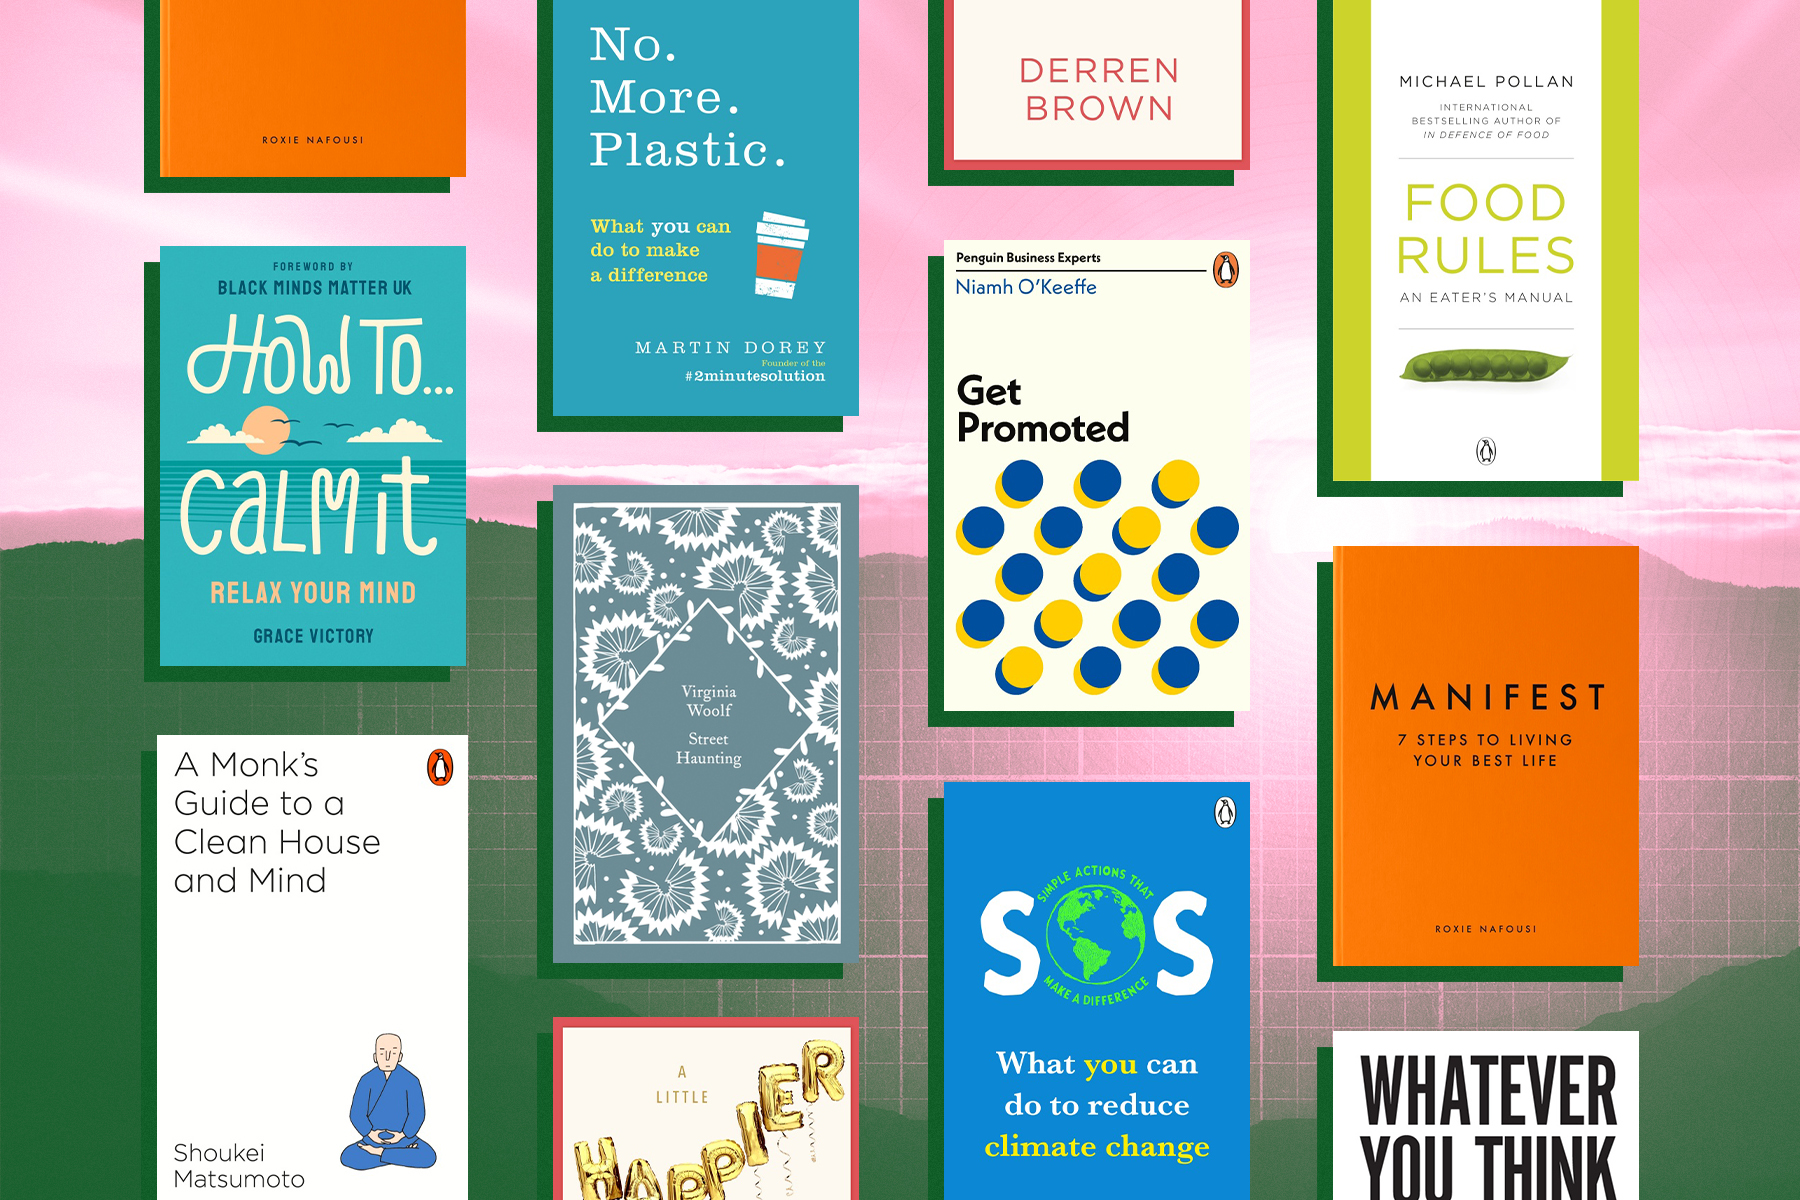 ROXIE NAFOUSI
FOREWORD BY
BLACK MINDS MATTER UK
HOW TO...
CALM IT
RELAX YOUR MIND
GRACE VICTORY
A Monk's
Guide to a
Clean House
and Mind
Shoukei
Matsumoto
No.
More.
Plastic.
What you can
do to make
a difference
MARTIN DOREY
Founder of the
#2minutesolution
Virginia
Woolf
Street
Haunting
A
LITTLE
HAPPIER
DERREN
BROWN
Penguin Business Experts
Niamh O'Keeffe
Get
Promoted
SIMPLE ACTIONS THAT
SOS
MAKE A DIFFERENCE
What you can
do to reduce
climate change
MICHAEL POLLAN
INTERNATIONAL
BESTSELLING AUTHOR OF
IN DEFENCE OF FOOD
FOOD
RULES
AN EATER'S MANUAL
MANIFEST
7 STEPS TO LIVING
YOUR BEST LIFE
ROXIE NAFOUSI
WHATEVER
YOU THINK